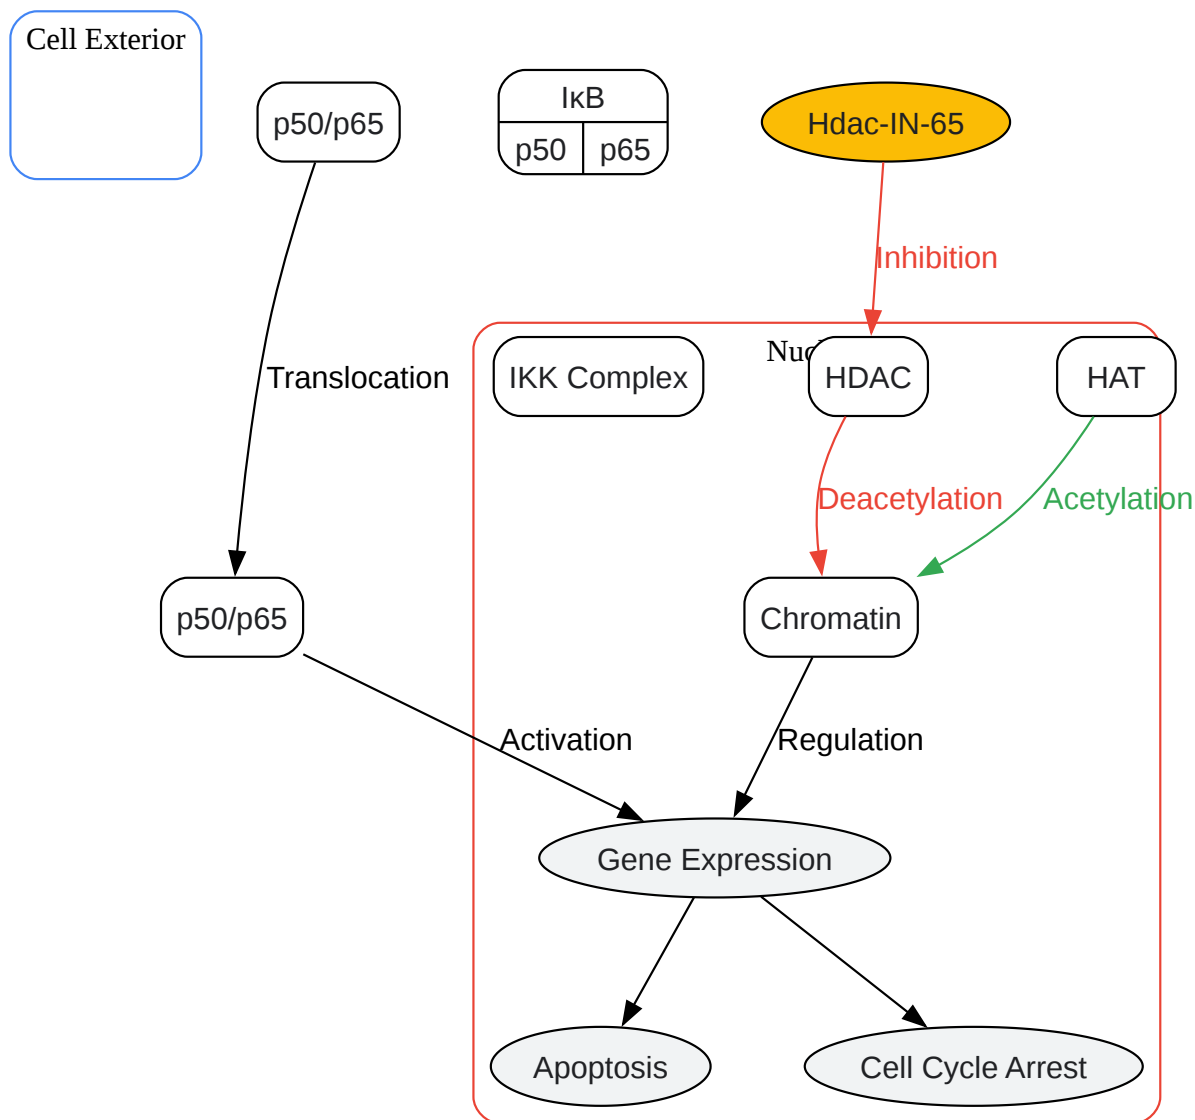 Cell Exterior
p50/p65
IκB
p50
p65
Hdac-IN-65
Inhibition
Translocation
IKK Complex
HDAC
HAT
Deacetylation
Acetylation
p50/p65
Chromatin
Activation
Regulation
Gene Expression
Apoptosis
Cell Cycle Arrest